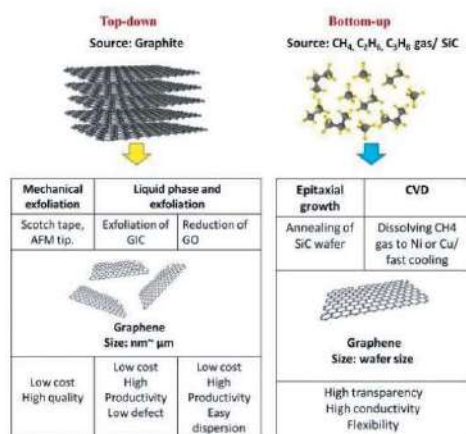 Top-down
Source: Graphite
Bottom-up
Source: CH4, C2H6, C3H8 gas/ SiC
Mechanical
exfoliation
Liquid phase and
exfoliation
Scotch tape,
AFM tip.
Exfoliation of
GIC
Reduction of
GO
Graphene
Size: nm~ μm
Low cost
High quality
Low cost
High
Productivity
Low defect
Low cost
High
Productivity
Easy
dispersion
Epitaxial
growth
CVD
Annealing of
SiC wafer
Dissolving CH4
gas to Ni or Cu/
fast cooling
Graphene
Size: wafer size
High transparency
High conductivity
Flexibility